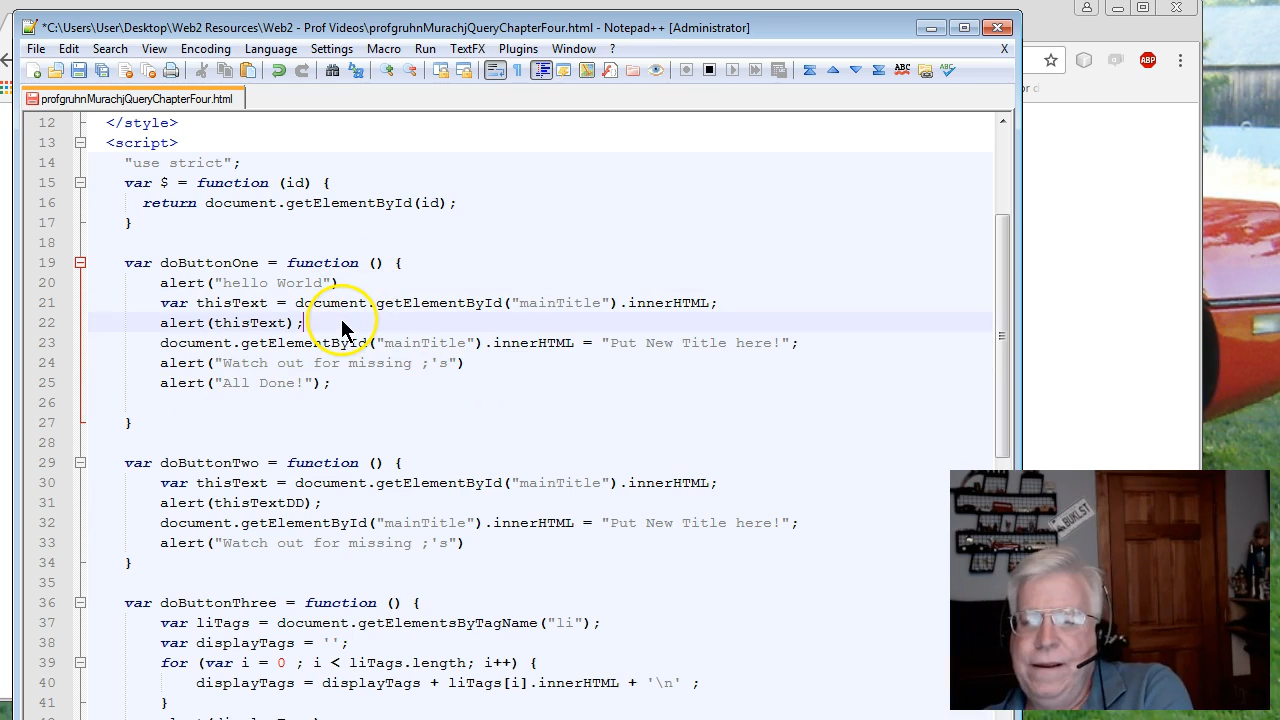 *C:\Users\User\Desktop\Web2 Resorces\Web2 - Prof Videos\profgruhnMurachjQueryChapterFour.html - Notepad++ [Administrator]
File Edit Search View Encoding Language Settings Macro Run TextFX Plugins Window ? X
ABC
ABP
profgruhnMurachjQueryChapterFour.html
or d
12 </style>
13 <script>
14 "use strict";
15 var $ = function (id) {
16 return document.getElementById(id);
17 }
18
19 var doButtonOne = function () {
20 alert("hello World")
21 var thisText = document.getElementById("mainTitle").innerHTML;
22 alert(thisText);
23 document.getElementById("mainTitle").innerHTML = "Put New Title here!";
24 alert("Watch out for missing ;'s")
25 alert("All Done!");
26
27 }
28
29 var doButtonTwo = function () {
30 var thisText = document.getElementById("mainTitle").innerHTML;
31 alert(thisTextDD);
32 document.getElementById("mainTitle").innerHTML = "Put New Title here!";
33 alert("Watch out for missing ;'s")
34 }
35
36 var doButtonThree = function () {
37 var liTags = document.getElementsByTagName("li");
38 var displayTags = '';
39 for (var i = 0 ; i < liTags.length; i++) {
40 displayTags = displayTags + liTags[i].innerHTML + '\n' ;
41 }
BUKLST